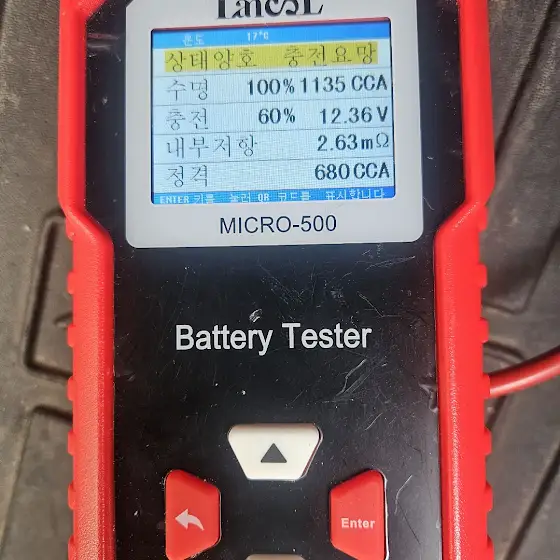 온도 17°C
상태양호 충전요망
수명 100% 1135 CCA
충전 60% 12.36 V
내부저항 2.63 mΩ
정격 680 CCA
ENTER 키를 눌러 QR 코드를 표시합니다
MICRO-500
Battery Tester
Enter